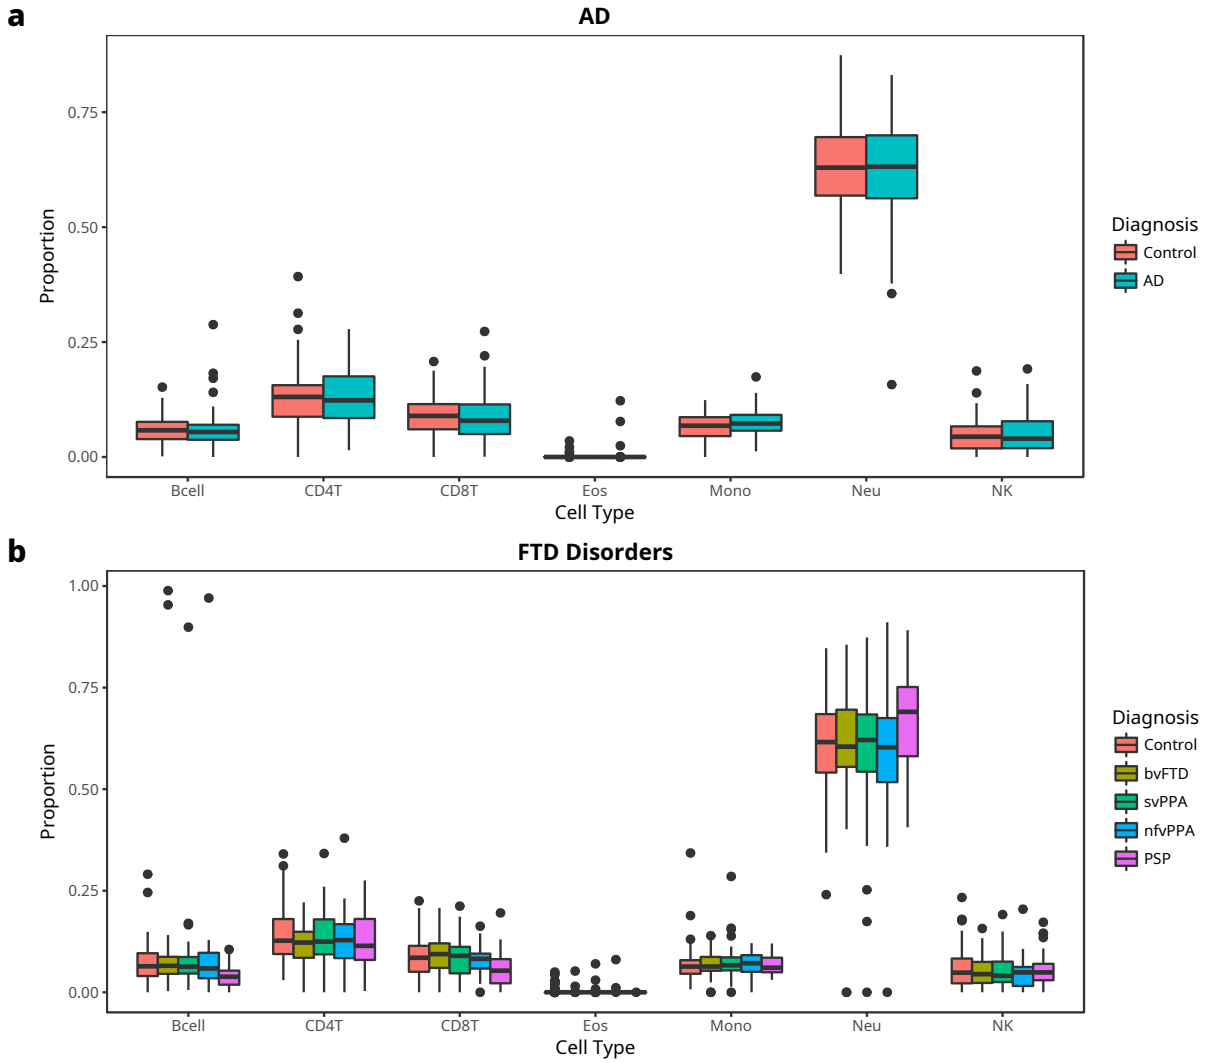 a
AD
0.75
0.50
0.25
0.00
Proportion
Bcell CD4T CD8T Eos Mono Neu NK
Cell Type
Diagnosis
Control
AD
b
FTD Disorders
1.00
0.75
0.50
0.25
0.00
Proportion
Bcell CD4T CD8T Eos Mono Neu NK
Cell Type
Diagnosis
Control
bvFTD
svPPA
nfvPPA
PSP